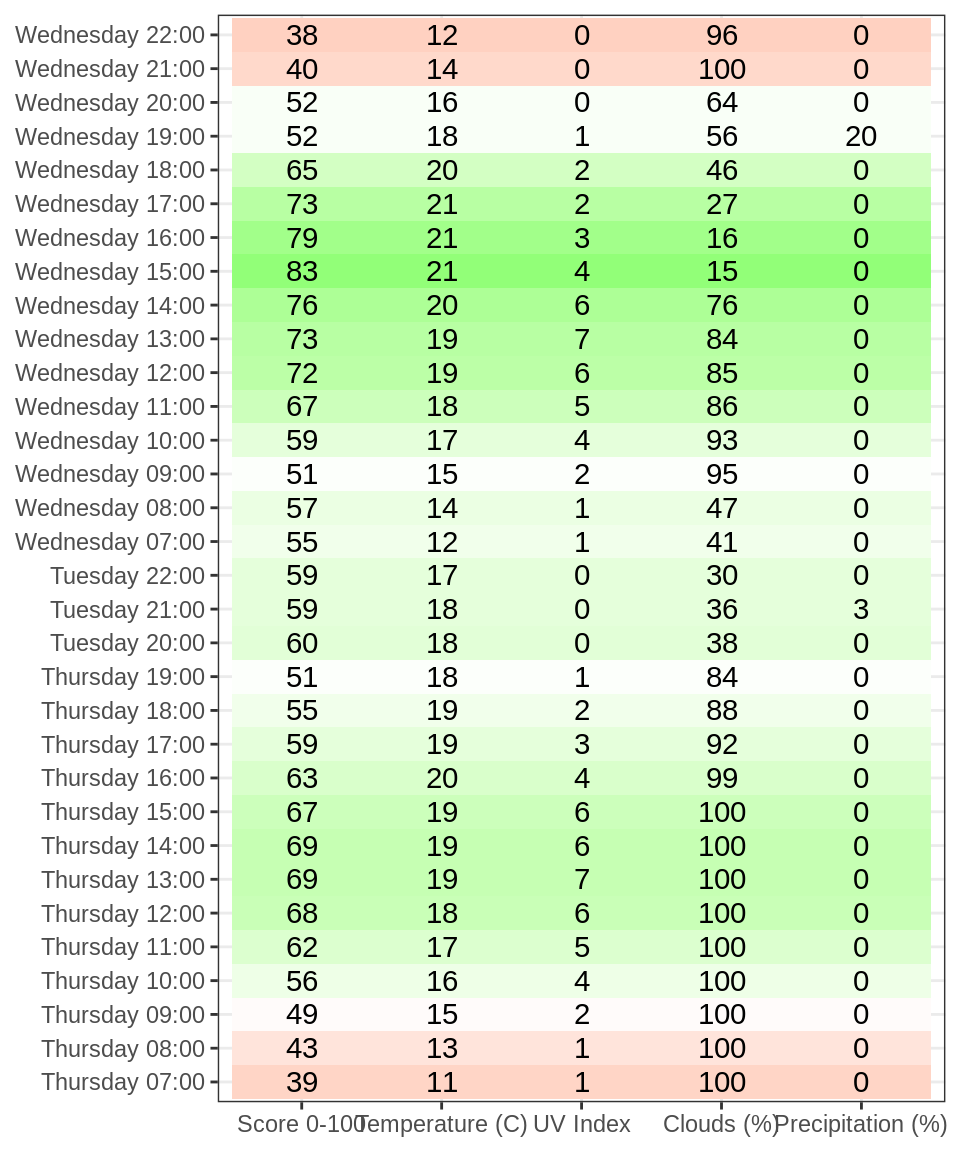 Wednesday 22:00 38 12 0 96 0
Wednesday 21:00 40 14 0 100 0
Wednesday 20:00 52 16 0 64 0
Wednesday 19:00 52 18 1 56 20
Wednesday 18:00 65 20 2 46 0
Wednesday 17:00 73 21 2 27 0
Wednesday 16:00 79 21 3 16 0
Wednesday 15:00 83 21 4 15 0
Wednesday 14:00 76 20 6 76 0
Wednesday 13:00 73 19 7 84 0
Wednesday 12:00 72 19 6 85 0
Wednesday 11:00 67 18 5 86 0
Wednesday 10:00 59 17 4 93 0
Wednesday 09:00 51 15 2 95 0
Wednesday 08:00 57 14 1 47 0
Wednesday 07:00 55 12 1 41 0
Tuesday 22:00 59 17 0 30 0
Tuesday 21:00 59 18 0 36 3
Tuesday 20:00 60 18 0 38 0
Thursday 19:00 51 18 1 84 0
Thursday 18:00 55 19 2 88 0
Thursday 17:00 59 19 3 92 0
Thursday 16:00 63 20 4 99 0
Thursday 15:00 67 19 6 100 0
Thursday 14:00 69 19 6 100 0
Thursday 13:00 69 19 7 100 0
Thursday 12:00 68 18 6 100 0
Thursday 11:00 62 17 5 100 0
Thursday 10:00 56 16 4 100 0
Thursday 09:00 49 15 2 100 0
Thursday 08:00 43 13 1 100 0
Thursday 07:00 39 11 1 100 0
Score 0-100 Temperature (C) UV Index Clouds (%) Precipitation (%)